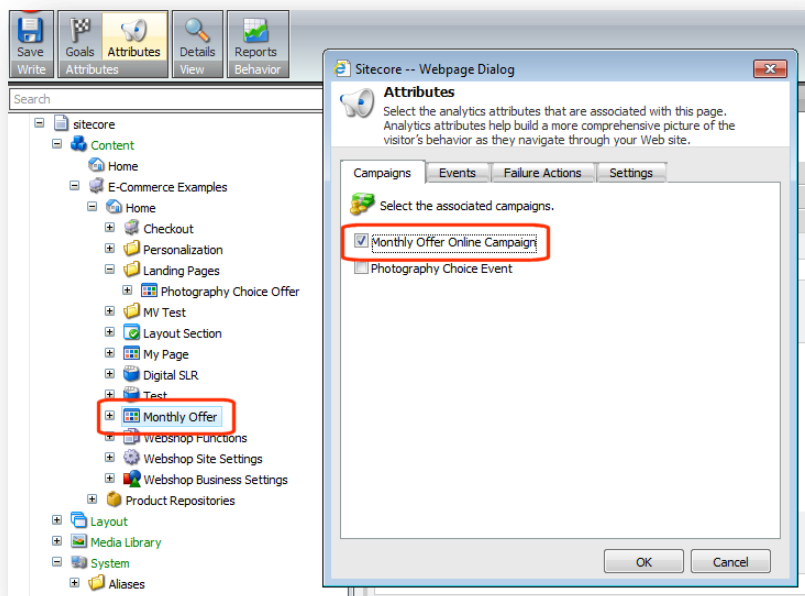 Save
Goals
Attributes
Details
Reports
Write
Attributes
View
Behavior
Search
sitecore
Content
Home
E-Commerce Examples
Home
Checkout
Personalization
Landing Pages
Photography Choice Offer
MV Test
Layout Section
My Page
Digital SLR
Test
Monthly Offer
Webshop Functions
Webshop Site Settings
Webshop Business Settings
Product Repositories
Layout
Media Library
System
Aliases
Sitecore -- Webpage Dialog
Attributes
Select the analytics attributes that are associated with this page.
Analytics attributes help build a more comprehensive picture of the
visitor's behavior as they navigate through your Web site.
Campaigns
Events
Failure Actions
Settings
Select the associated campaigns.
Monthly Offer Online Campaign
Photography Choice Event
OK
Cancel